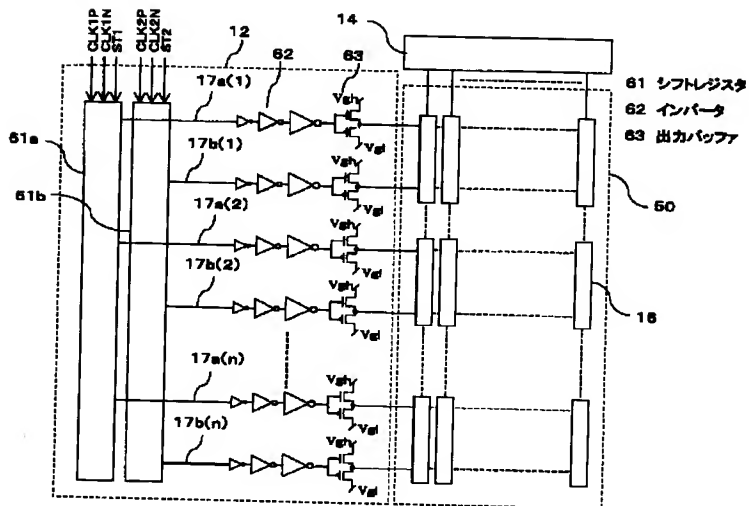 CLK1P
CLK1N
ST1
CLK2P
CLK2N
ST2
12
14
62
63
17a(1)
Vgh
61 シフトレジスタ
62 インバータ
63 出力バッファ
61a
Vgl
17b(1)
Vgh
50
61b
Vgl
17a(2)
Vgh
Vgl
17b(2)
Vgh
16
Vgl
17a(n)
Vgh
Vgl
17b(n)
Vgh
Vgl